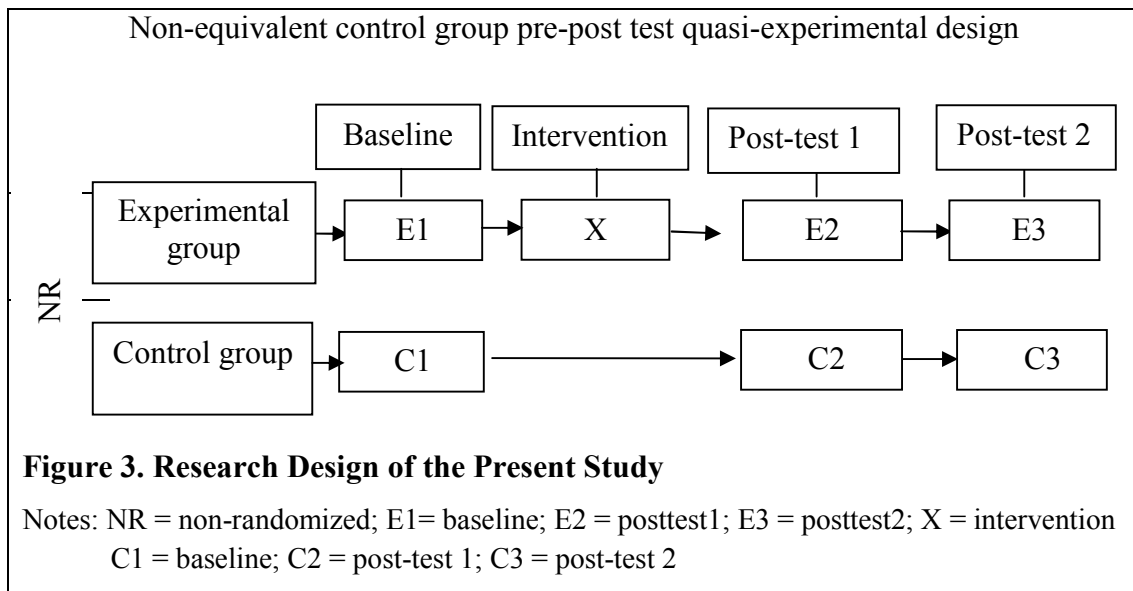 Non-equivalent control group pre-post test quasi-experimental design
Baseline
Intervention
Post-test 1
Post-test 2
Experimental
group
E1
X
E2
E3
NR
Control group
C1
C2
C3
Figure 3. Research Design of the Present Study
Notes: NR = non-randomized; E1= baseline; E2 = posttest1; E3 = posttest2; X = intervention
C1 = baseline; C2 = post-test 1; C3 = post-test 2